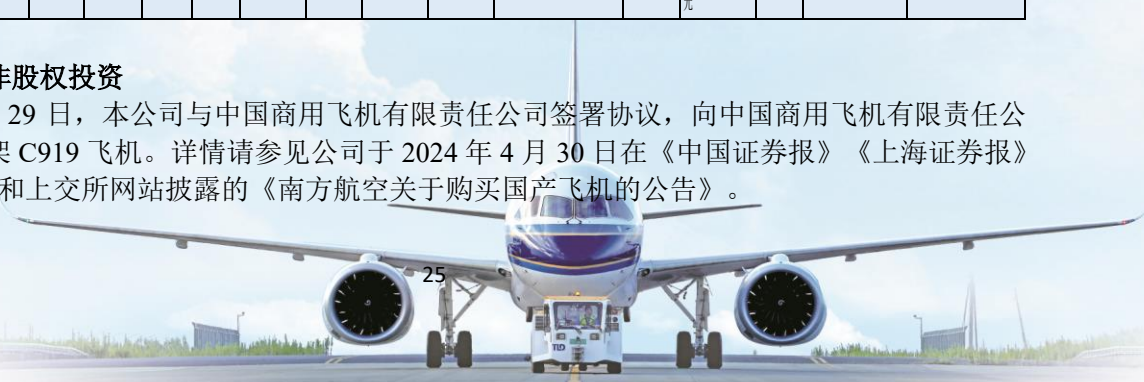 元
非股权投资
29 日，本公司与中国商用飞机有限责任公司签署协议，向中国商用飞机有限责任公
架 C919 飞机。详情请参见公司于 2024 年 4 月 30 日在《中国证券报》《上海证券报》
和上交所网站披露的《南方航空关于购买国产飞机的公告》。
25
TLD